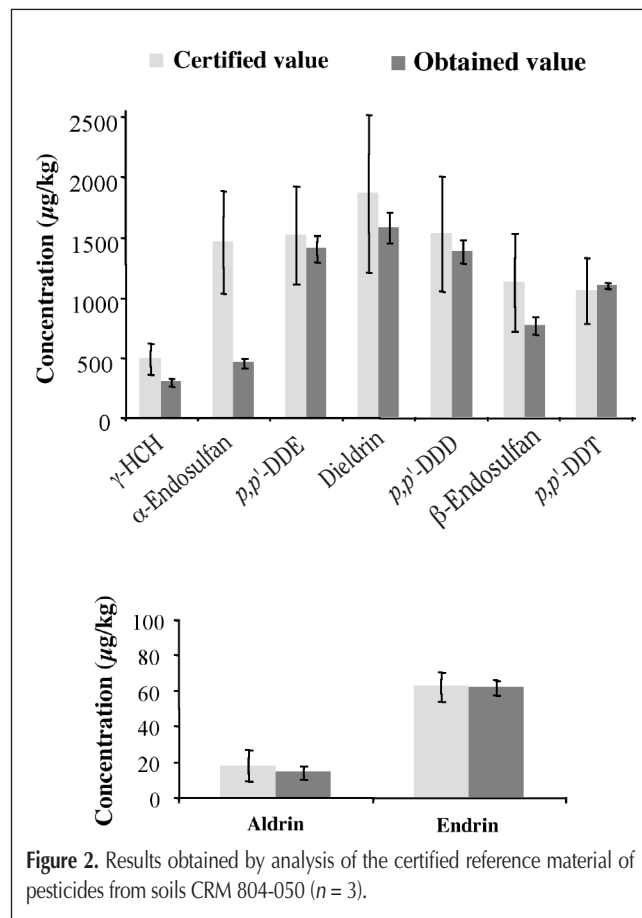 Certified value
Obtained value
Concentration (µg/kg)
2500
2000
1500
1000
500
0
γ-HCH
α-Endosulfan
p,p'-DDE
Dieldrin
p,p'-DDD
β-Endosulfan
p,p'-DDT
Concentration (µg/kg)
100
80
60
40
20
0
Aldrin
Endrin
Figure 2. Results obtained by analysis of the certified reference material of
pesticides from soils CRM 804-050 (n = 3).